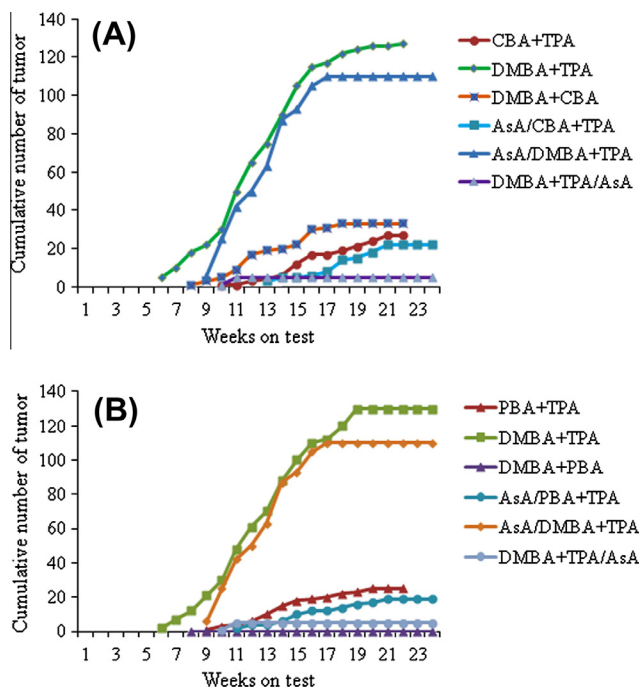 (A)
Cumulative number of tumor
140
120
100
80
60
40
20
0
1 3 5 7 9 11 13 15 17 19 21 23
Weeks on test
CBA+TPA
DMBA+TPA
DMBA+CBA
AsA/CBA+TPA
AsA/DMBA+TPA
DMBA+TPA/AsA
(B)
Cumulative number of tumor
140
120
100
80
60
40
20
0
1 3 5 7 9 11 13 15 17 19 21 23
Weeks on test
PBA+TPA
DMBA+TPA
DMBA+PBA
AsA/PBA+TPA
AsA/DMBA+TPA
DMBA+TPA/AsA